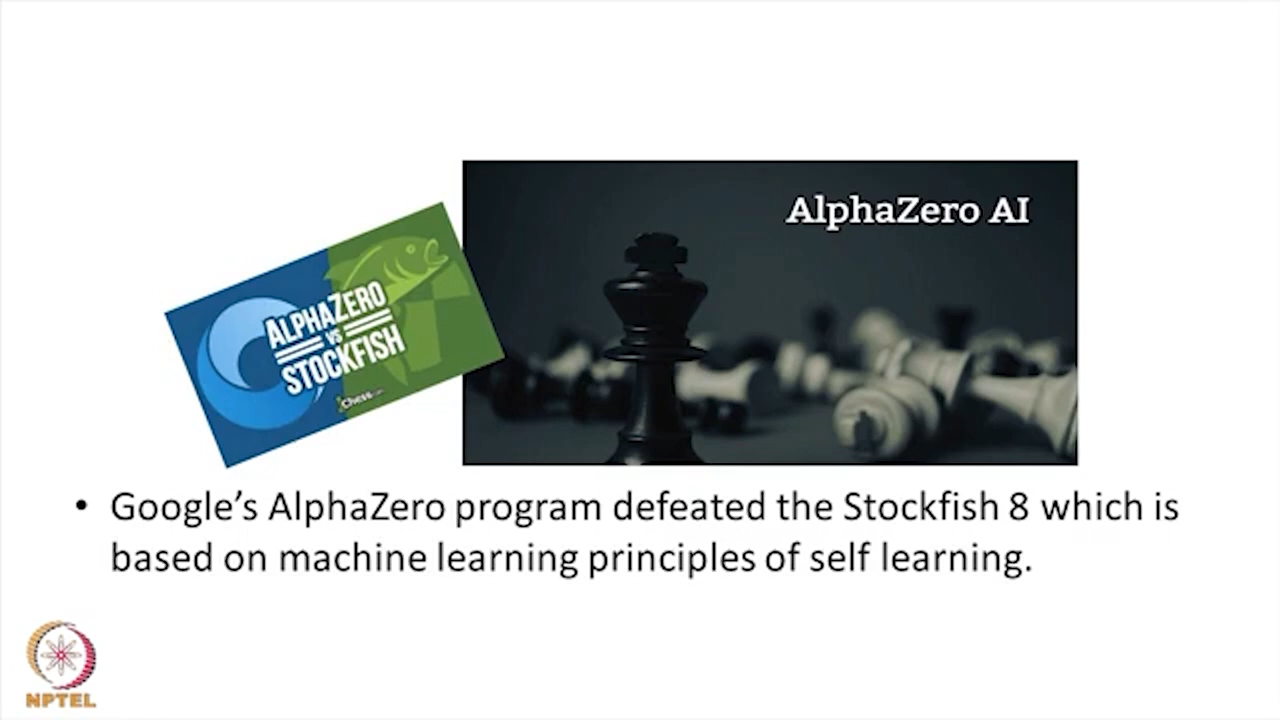 AlphaZero AI
ALPHAZERO
VS
STOCKFISH
Chess.com
• Google’s AlphaZero program defeated the Stockfish 8 which is
based on machine learning principles of self learning.
NPTEL